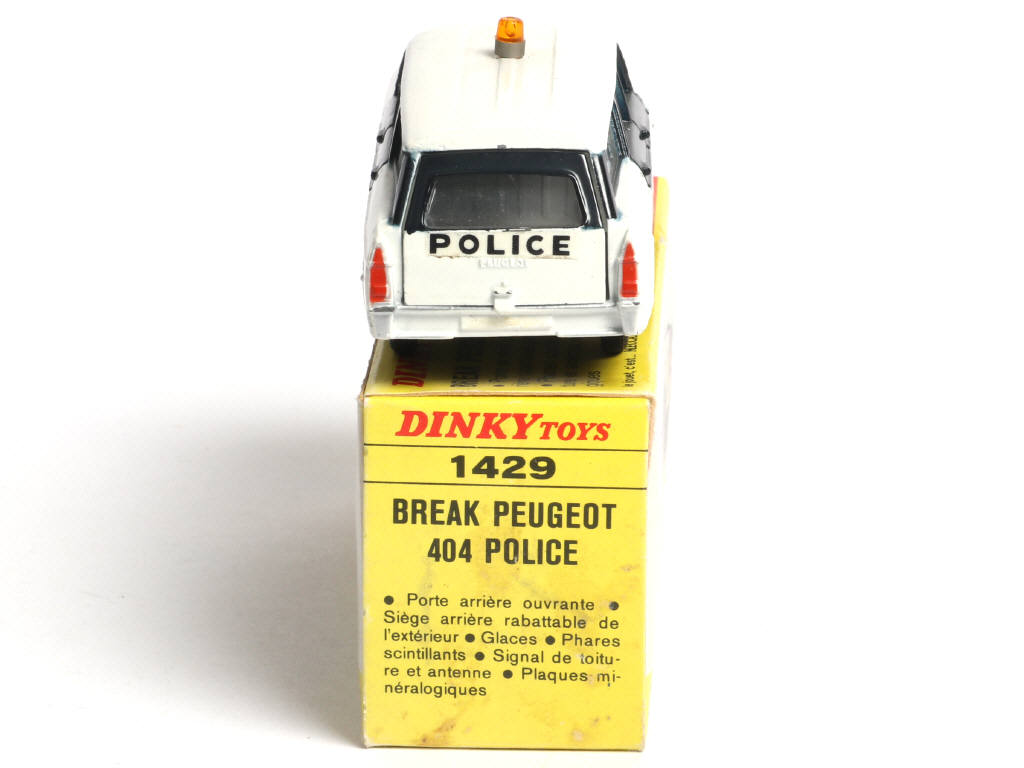 POLICE
PEUGEOT
DINKY TOYS
1429
BREAK PEUGEOT
404 POLICE
● Porte arrière ouvrante ●
Siège arrière rabattable de
l'extérieur ● Glaces ● Phares
scintillants ● Signal de toitu-
re et antenne ● Plaques mi-
néralogiques